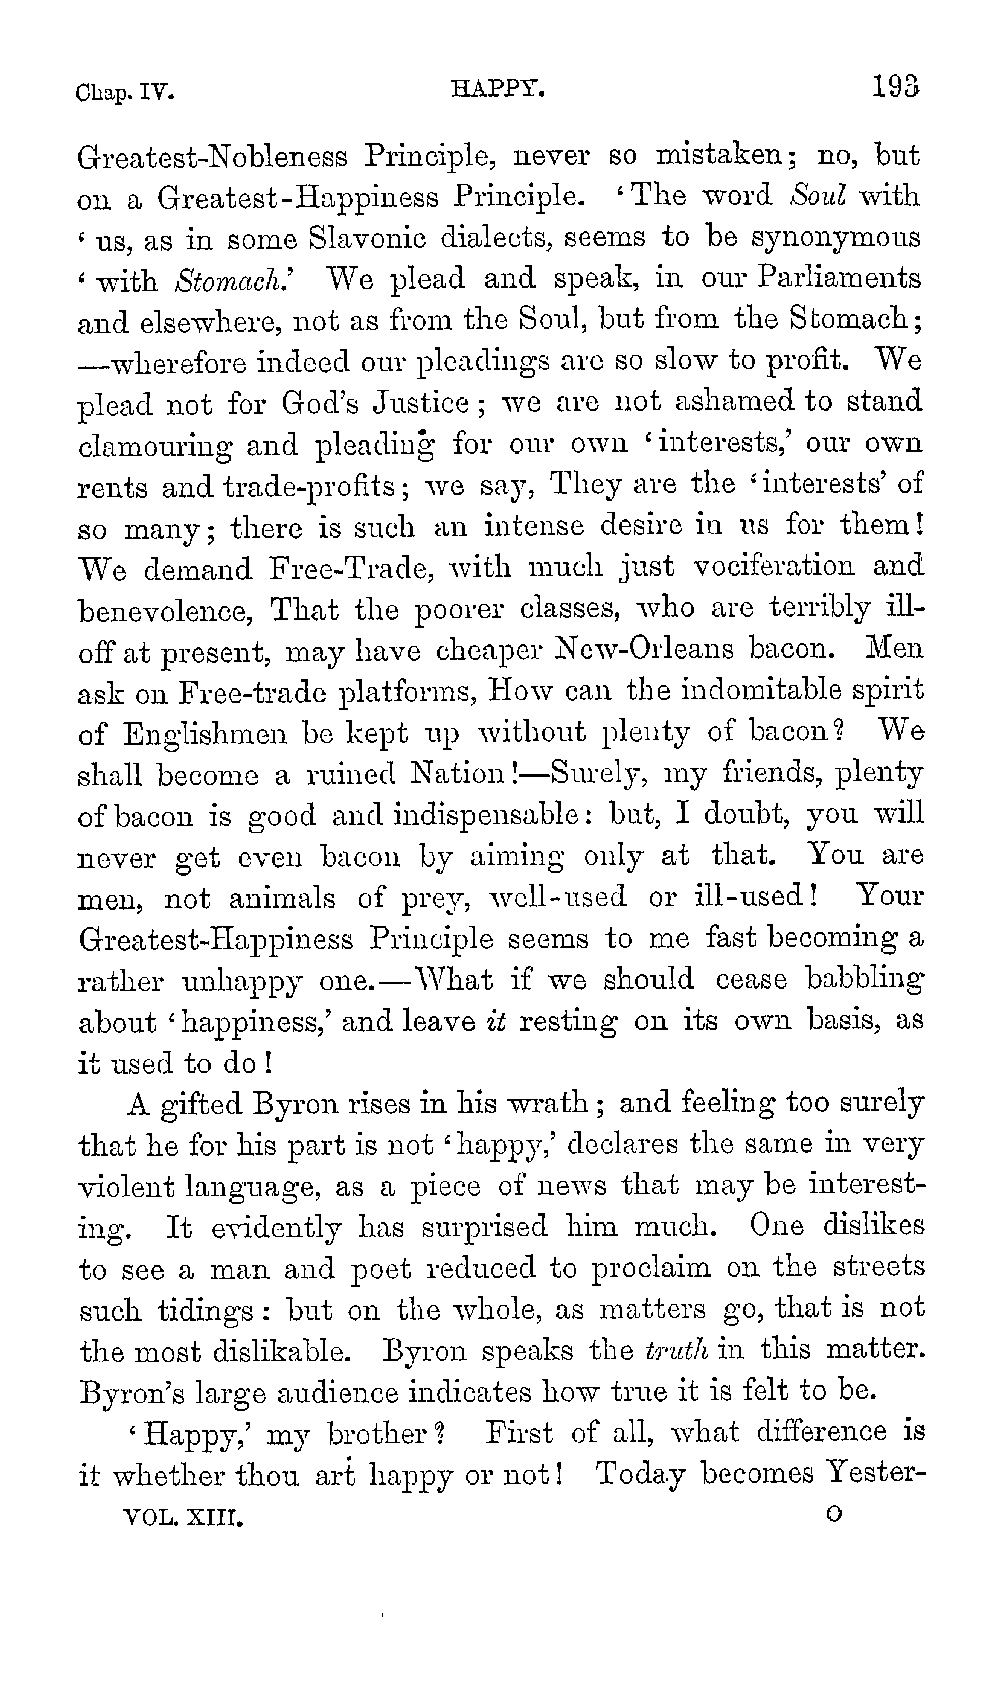 Chap. IV. HAPPY. 193
Greatest-Nobleness Principle, never so mistaken; no, but
on a Greatest-Happiness Principle. ‘The word Soul with
‘us, as in some Slavonic dialects, seems to be synonymous
‘with Stomach.’ We plead and speak, in our Parliaments
and elsewhere, not as from the Soul, but from the Stomach;
—wherefore indeed our pleadings are so slow to profit. We
plead not for God's Justice; we are not ashamed to stand
clamouring and pleading for our own ‘interests,’ our own
rents and trade-profits; we say, They are the ‘interests’ of
so many; there is such an intense desire in us for them!
We demand Free-Trade, with much just vociferation and
benevolence, That the poorer classes, who are terribly ill-
off at present, may have cheaper New-Orleans bacon. Men
ask on Free-trade platforms, How can the indomitable spirit
of Englishmen be kept up without plenty of bacon? We
shall become a ruined Nation!—Surely, my friends, plenty
of bacon is good and indispensable: but, I doubt, you will
never get even bacon by aiming only at that. You are
men, not animals of prey, well-used or ill-used! Your
Greatest-Happiness Principle seems to me fast becoming a
rather unhappy one.—What if we should cease babbling
about ‘happiness,’ and leave it resting on its own basis, as
it used to do!
A gifted Byron rises in his wrath; and feeling too surely
that he for his part is not ‘happy,’ declares the same in very
violent language, as a piece of news that may be interest-
ing. It evidently has surprised him much. One dislikes
to see a man and poet reduced to proclaim on the streets
such tidings: but on the whole, as matters go, that is not
the most dislikable. Byron speaks the truth in this matter.
Byron's large audience indicates how true it is felt to be.
‘Happy,’ my brother? First of all, what difference is
it whether thou art happy or not! Today becomes Yester-
VOL. XIII. O